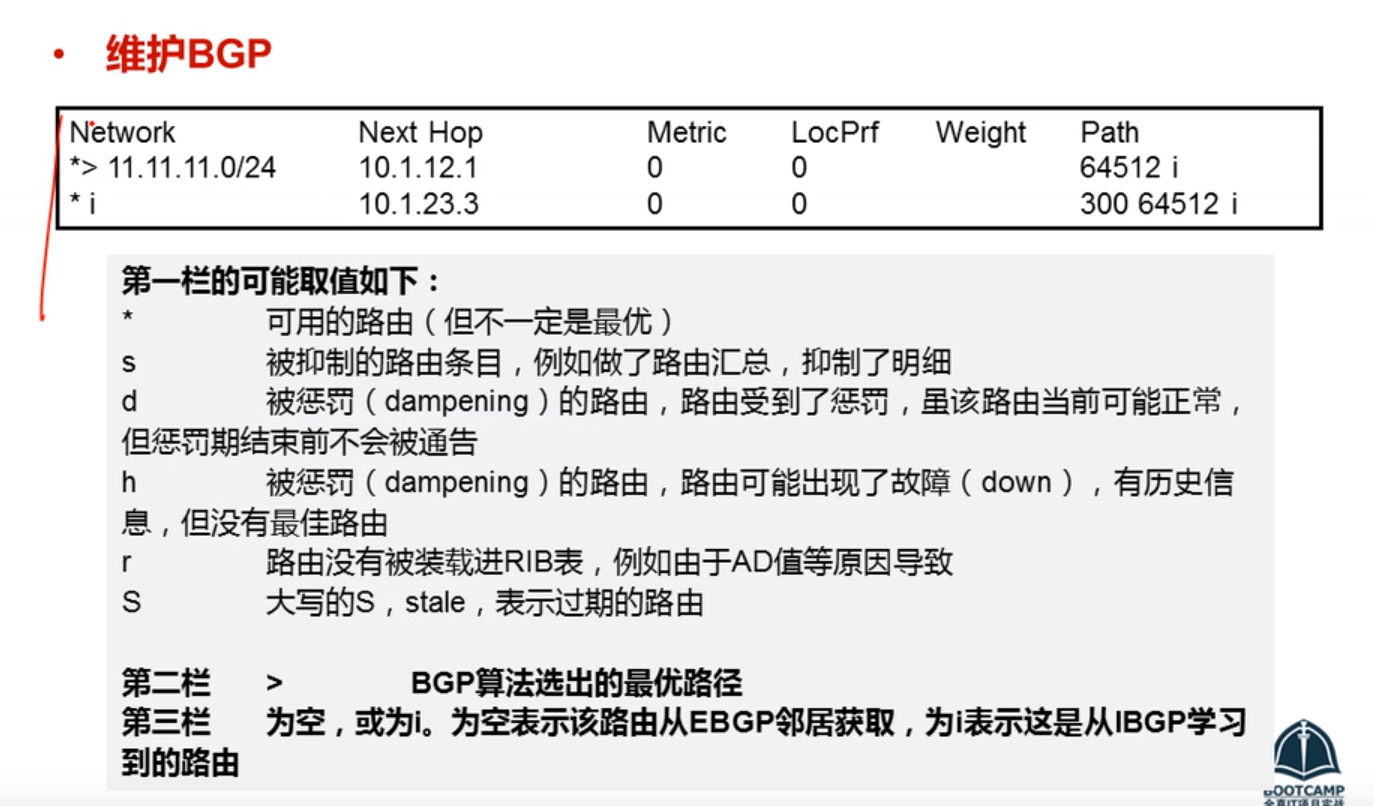 • 维护BGP
Network Next Hop Metric LocPrf Weight Path
*> 11.11.11.0/24 10.1.12.1 0 0 64512 i
* i 10.1.23.3 0 0 300 64512 i
第一栏的可能取值如下：
* 可用的路由（但不一定是最优）
s 被抑制的路由条目，例如做了路由汇总，抑制了明细
d 被惩罚（dampening）的路由，路由受到了惩罚，虽该路由当前可能正常，
但惩罚期结束前不会被通告
h 被惩罚（dampening）的路由，路由可能出现了故障（down），有历史信
息，但没有最佳路由
r 路由没有被装载进RIB表，例如由于AD值等原因导致
S 大写的S，stale，表示过期的路由
第二栏 > BGP算法选出的最优路径
第三栏 为空，或为i。为空表示该路由从EBGP邻居获取，为i表示这是从IBGP学习
到的路由
BOOTCAMP